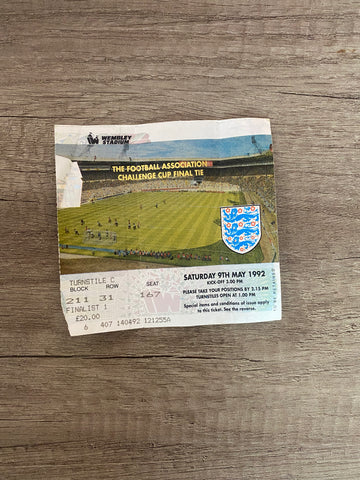 WEMBLEY
STADIUM
THE FOOTBALL ASSOCIATION
CHALLENGE CUP FINAL TIE
SATURDAY 9TH MAY 1992
KICK-OFF 3.00 PM
PLEASE TAKE YOUR POSITIONS BY 2.15 PM
TURNSTILES OPEN AT 1.00 PM
Special items and conditions of issue apply
to this ticket. See the reverse.
TURNSTILE C
BLOCK ROW SEAT
211 31 167
FINALIST 1
£20.00
6 407 140492 121255A